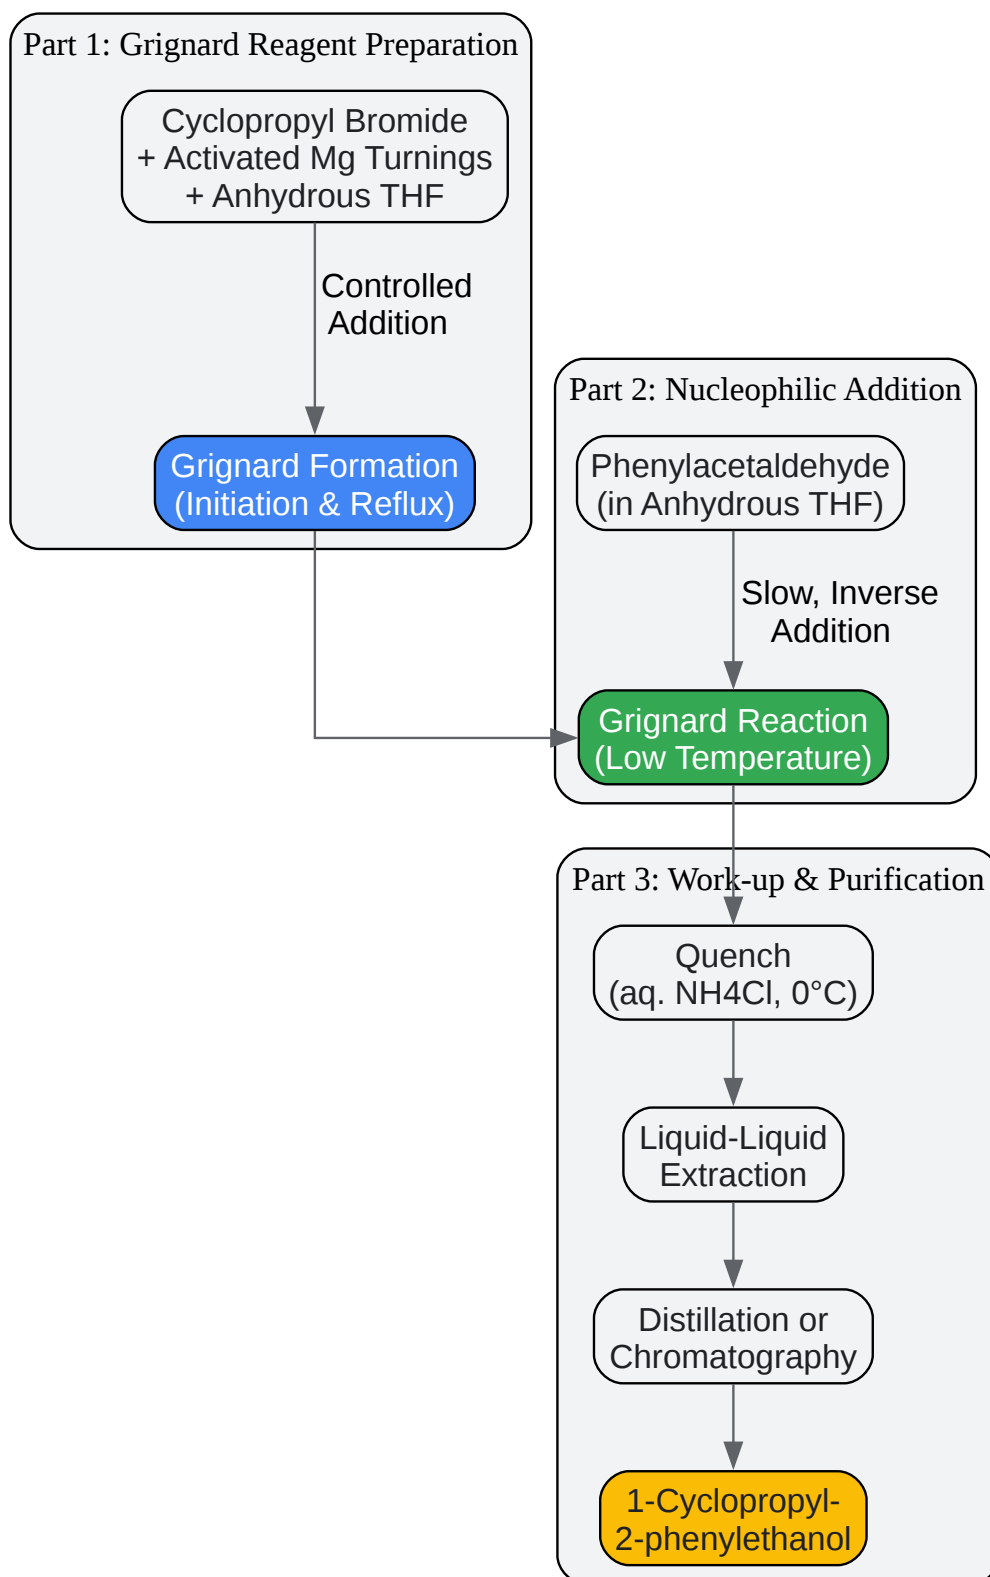 Part 1: Grignard Reagent Preparation
Cyclopropyl Bromide
+ Activated Mg Turnings
+ Anhydrous THF
Controlled
Addition
Grignard Formation
(Initiation & Reflux)
Part 2: Nucleophilic Addition
Phenylacetaldehyde
(in Anhydrous THF)
Slow, Inverse
Addition
Grignard Reaction
(Low Temperature)
Part 3: Work-up & Purification
Quench
(aq. NH4Cl, 0°C)
Liquid-Liquid
Extraction
Distillation or
Chromatography
1-Cyclopropyl-
2-phenylethanol